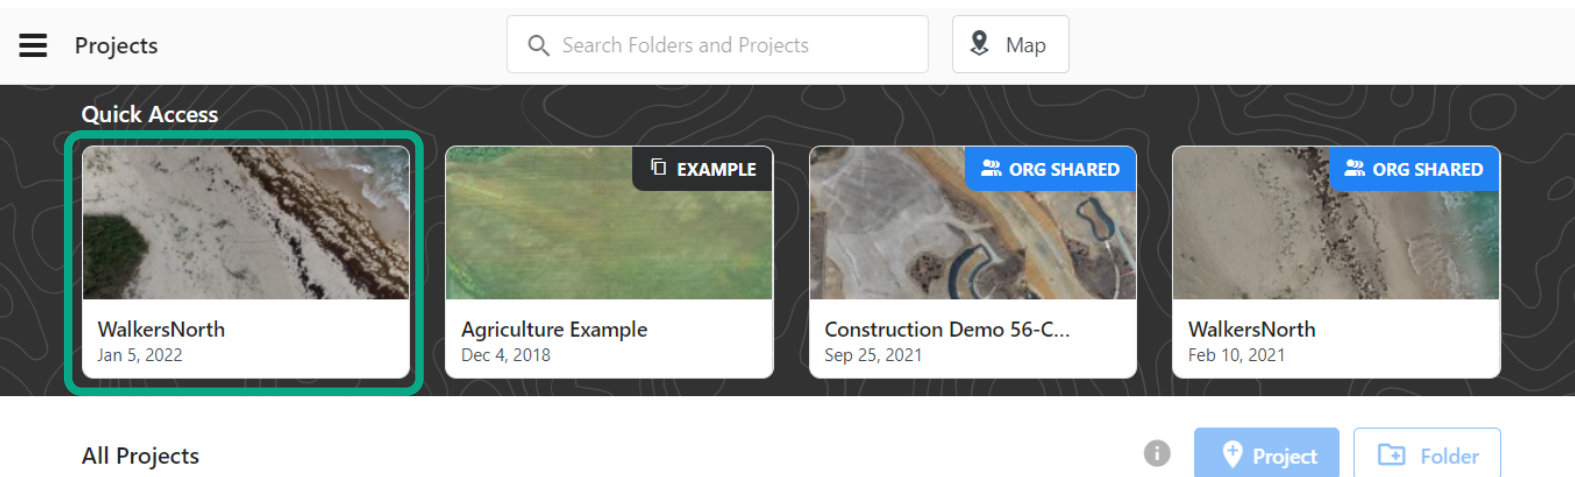 Projects
Search Folders and Projects
Map
Quick Access
EXAMPLE
ORG SHARED
ORG SHARED
WalkersNorth
Jan 5, 2022
Agriculture Example
Dec 4, 2018
Construction Demo 56-C...
Sep 25, 2021
WalkersNorth
Feb 10, 2021
All Projects
Project
Folder